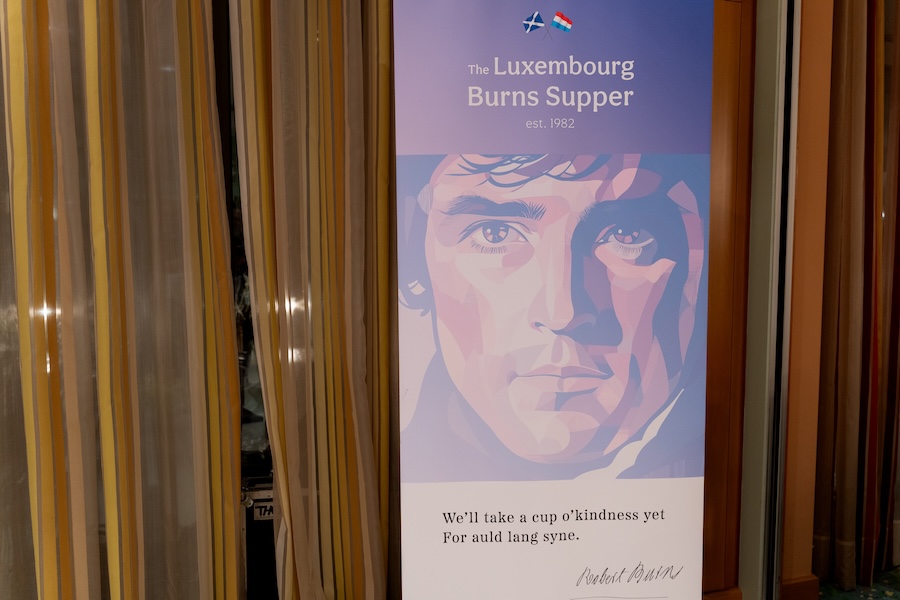 The Luxembourg
Burns Supper
est. 1982
We'll take a cup o'kindness yet
For auld lang syne.
Robert Burns